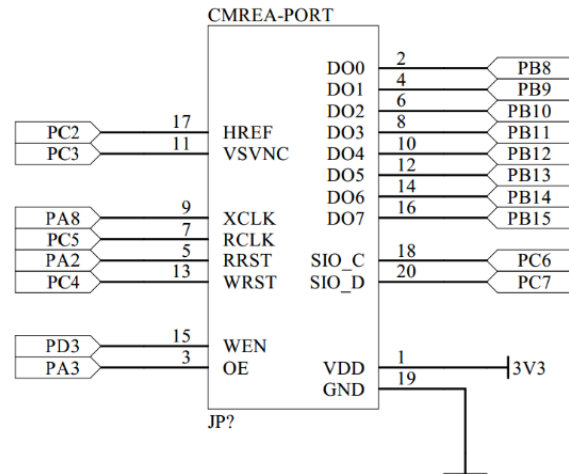 CMREA-PORT
DO0 2 PB8
DO1 4 PB9
DO2 6 PB10
PC2 17 HREF DO3 8 PB11
PC3 11 VSVNC DO4 10 PB12
DO5 12 PB13
DO6 14 PB14
PA8 9 XCLK DO7 16 PB15
PC5 7 RCLK
PA2 5 RRST SIO_C 18 PC6
PC4 13 WRST SIO_D 20 PC7
PD3 15 WEN
PA3 3 OE VDD 1 3V3
GND 19
JP?